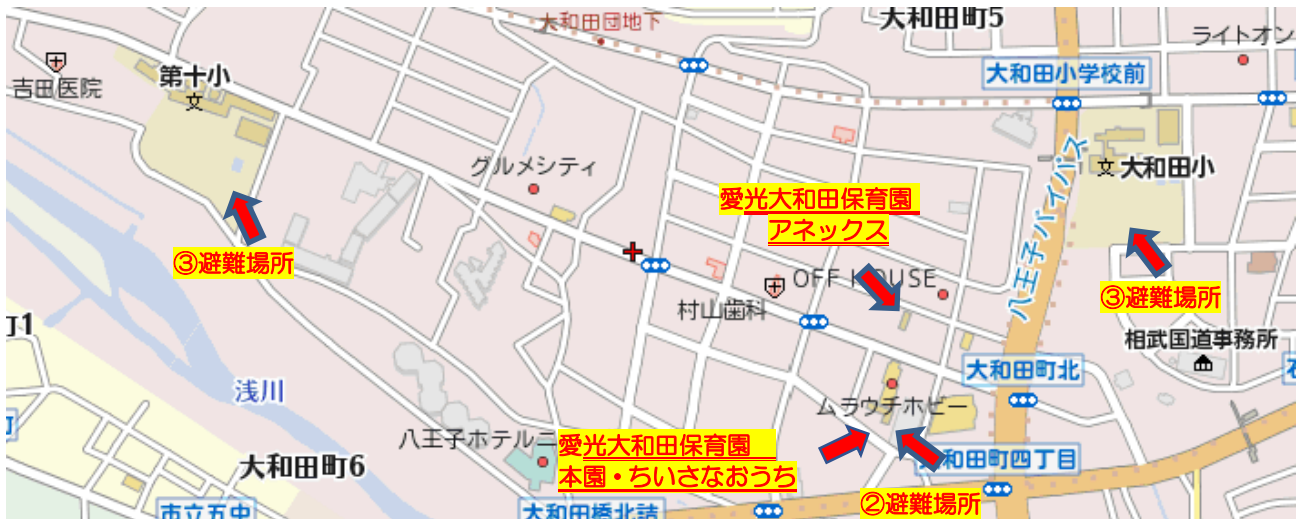 大和田団地下
大和田町5
ライトオン
吉田医院
第十小
文
大和田小学校前
グルメシティ
文
大和田小
愛光大和田保育園
アネックス
八王子バイパス
③避難場所
③避難場所
OFF HOUSE
村山歯科
町1
相武国道事務所
大和田町北
石
浅川
ムラウチホビー
町
八王子ホテルニ
愛光大和田保育園
本園・ちいさなおうち
大和田町6
大和田町四丁目
②避難場所
市立五中
大和田橋北詰